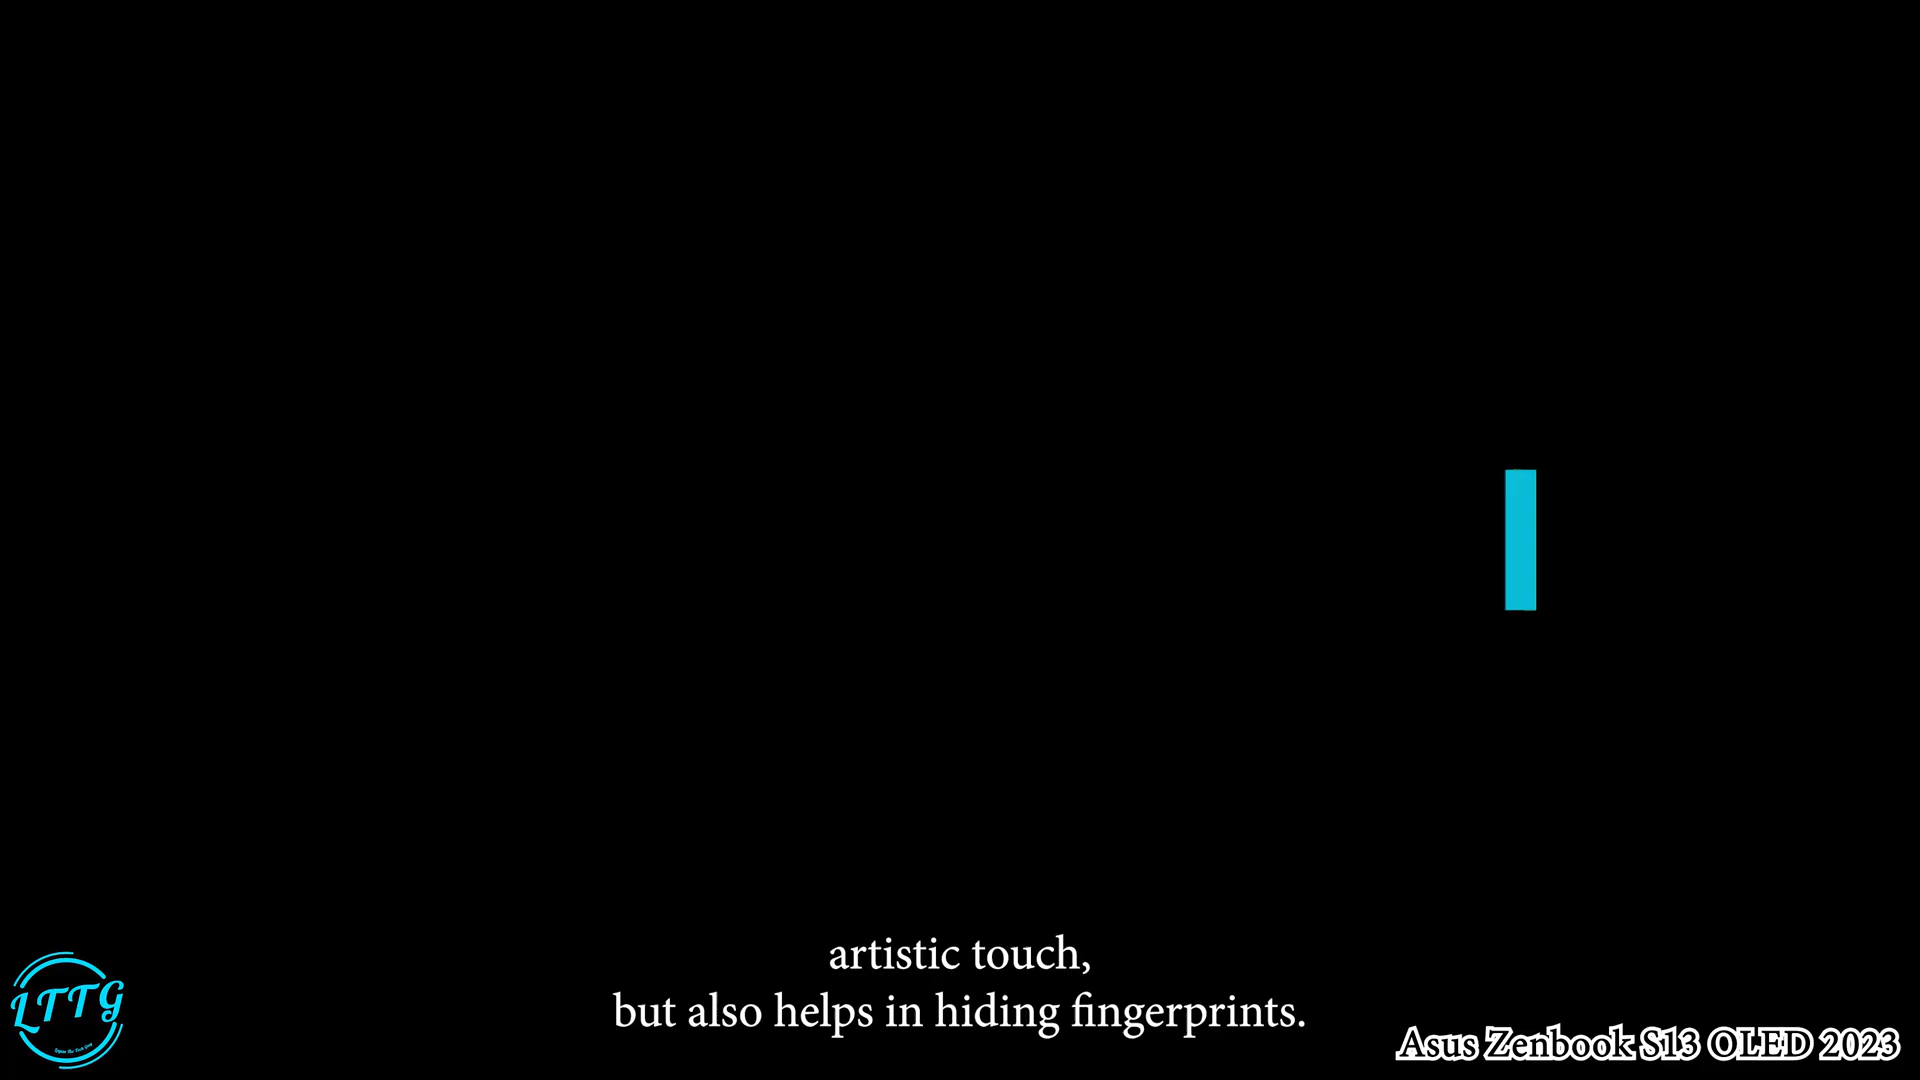 artistic touch,
but also helps in hiding fingerprints.
LTTG
Asus Zenbook S13 OLED 2023